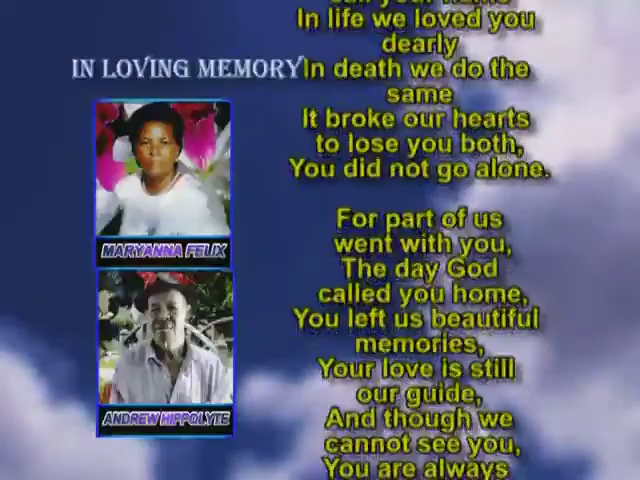 IN LOVING MEMORY
MARYANNA FELIX
ANDREW HIPPOLYTE
In life we loved you
dearly
In death we do the
same
It broke our hearts
to lose you both,
You did not go alone.
For part of us
went with you,
The day God
called you home,
You left us beautiful
memories,
Your love is still
our guide,
And though we
cannot see you,
You are always